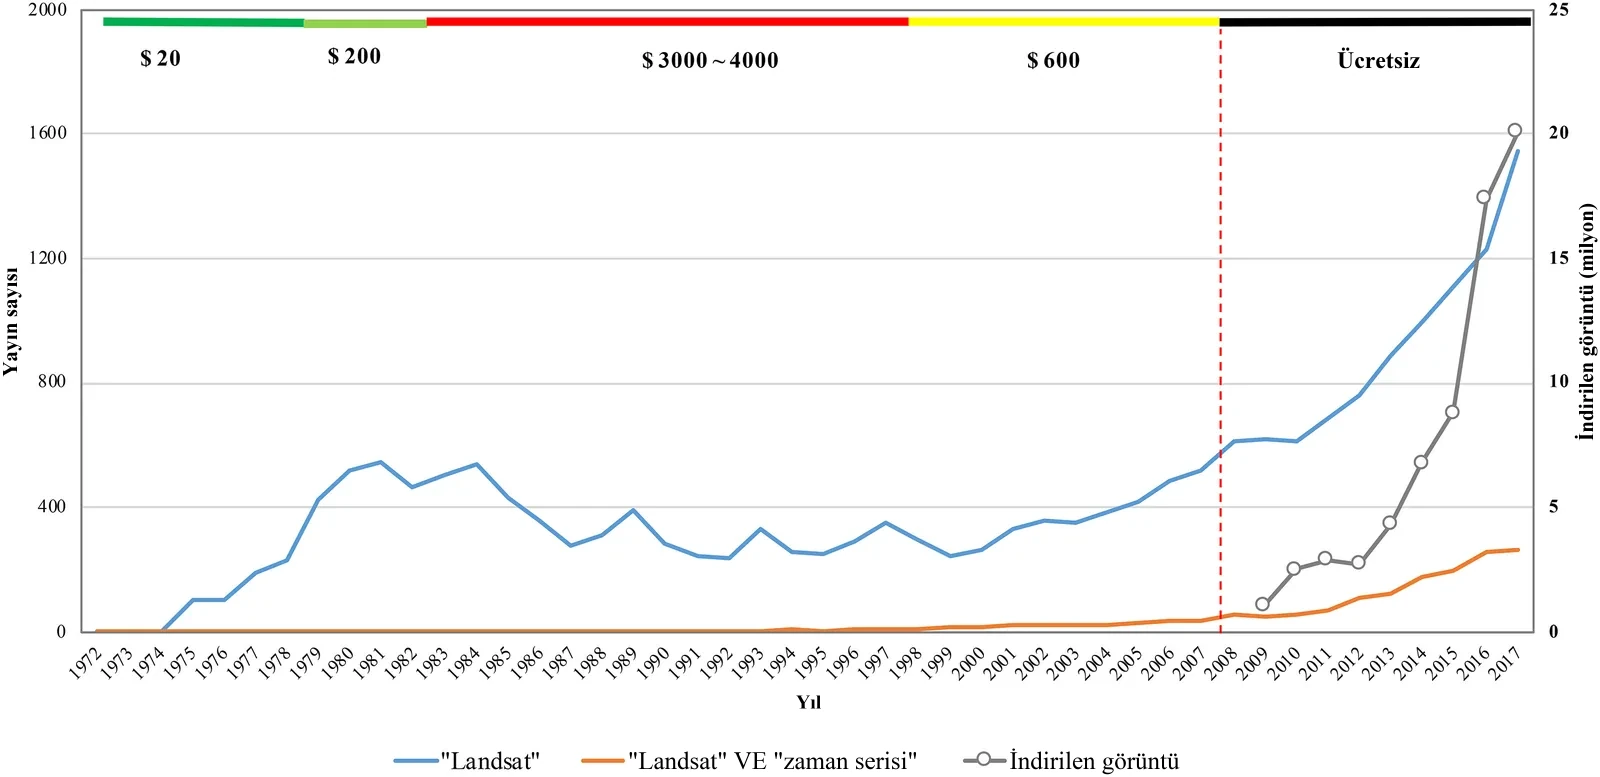 2000
1600
1200
800
400
0
Yayın sayısı
$ 20
$ 200
$ 3000 ~ 4000
$ 600
Ücretsiz
25
20
15
10
5
0
İndirilen görüntü (milyon)
1972 1973 1974 1975 1976 1977 1978 1979 1980 1981 1982 1983 1984 1985 1986 1987 1988 1989 1990 1991 1992 1993 1994 1995 1996 1997 1998 1999 2000 2001 2002 2003 2004 2005 2006 2007 2008 2009 2010 2011 2012 2013 2014 2015 2016 2017
Yıl
"Landsat" "Landsat" VE "zaman serisi" İndirilen görüntü